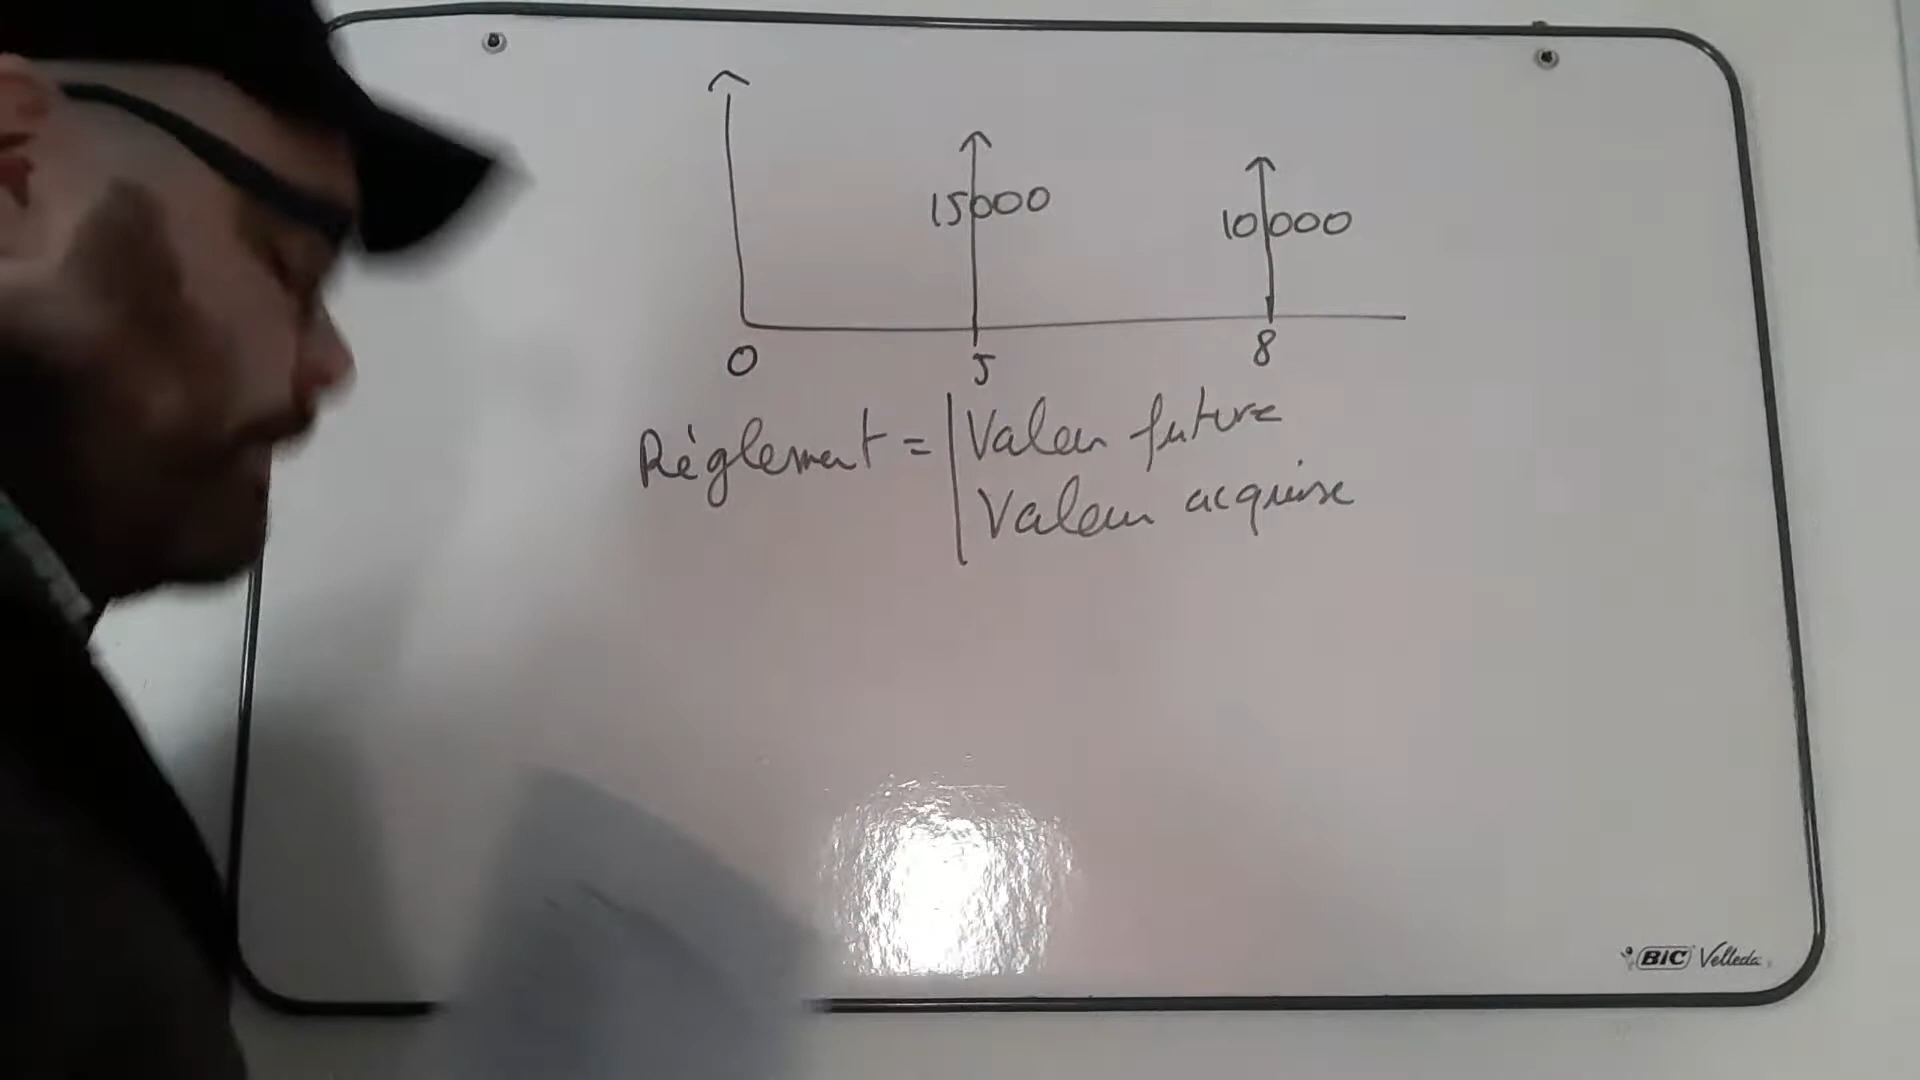 15000
10000
0 5 8
Règlement = Valeur future
Valeur acquise
BIC Velleda